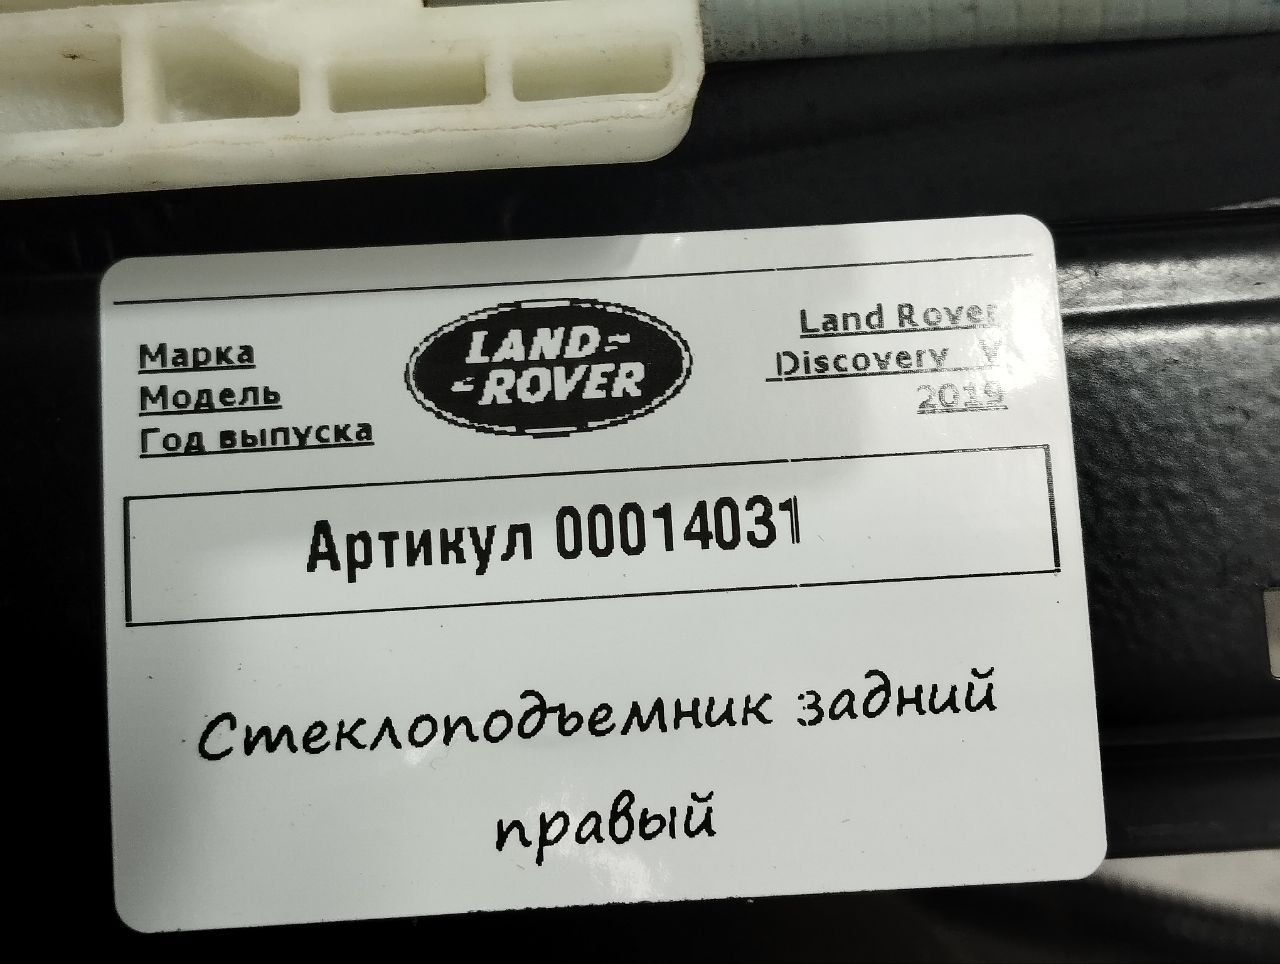 Марка
Модель
Год выпуска
LAND-
-ROVER
Land Rover
Discovery V
2019
Артикул 00014031
Стеклоподъемник задний
правый